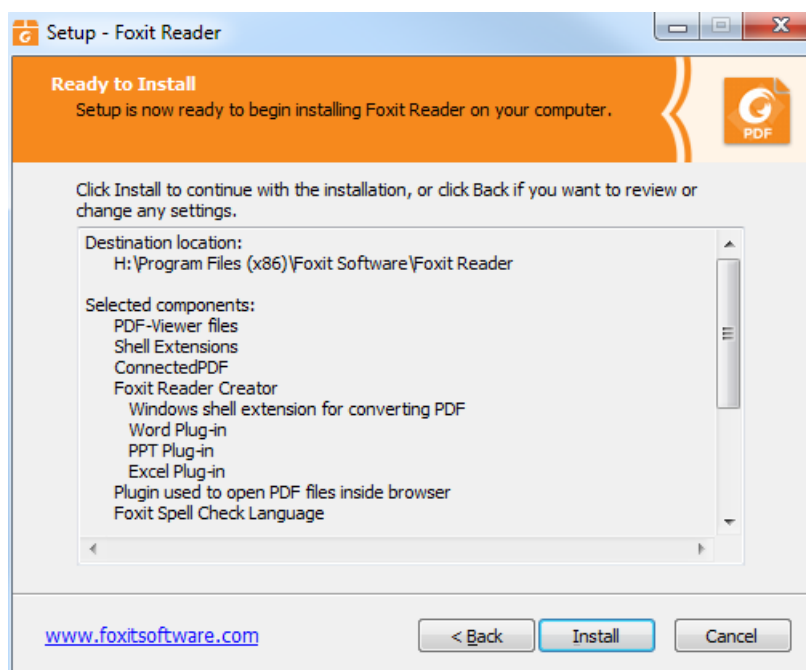 Setup - Foxit Reader
Ready to Install
Setup is now ready to begin installing Foxit Reader on your computer.
PDF
Click Install to continue with the installation, or click Back if you want to review or
change any settings.
Destination location:
H:\Program Files (x86)\Foxit Software\Foxit Reader
Selected components:
PDF-Viewer files
Shell Extensions
ConnectedPDF
Foxit Reader Creator
Windows shell extension for converting PDF
Word Plug-in
PPT Plug-in
Excel Plug-in
Plugin used to open PDF files inside browser
Foxit Spell Check Language
www.foxitsoftware.com
< Back
Install
Cancel